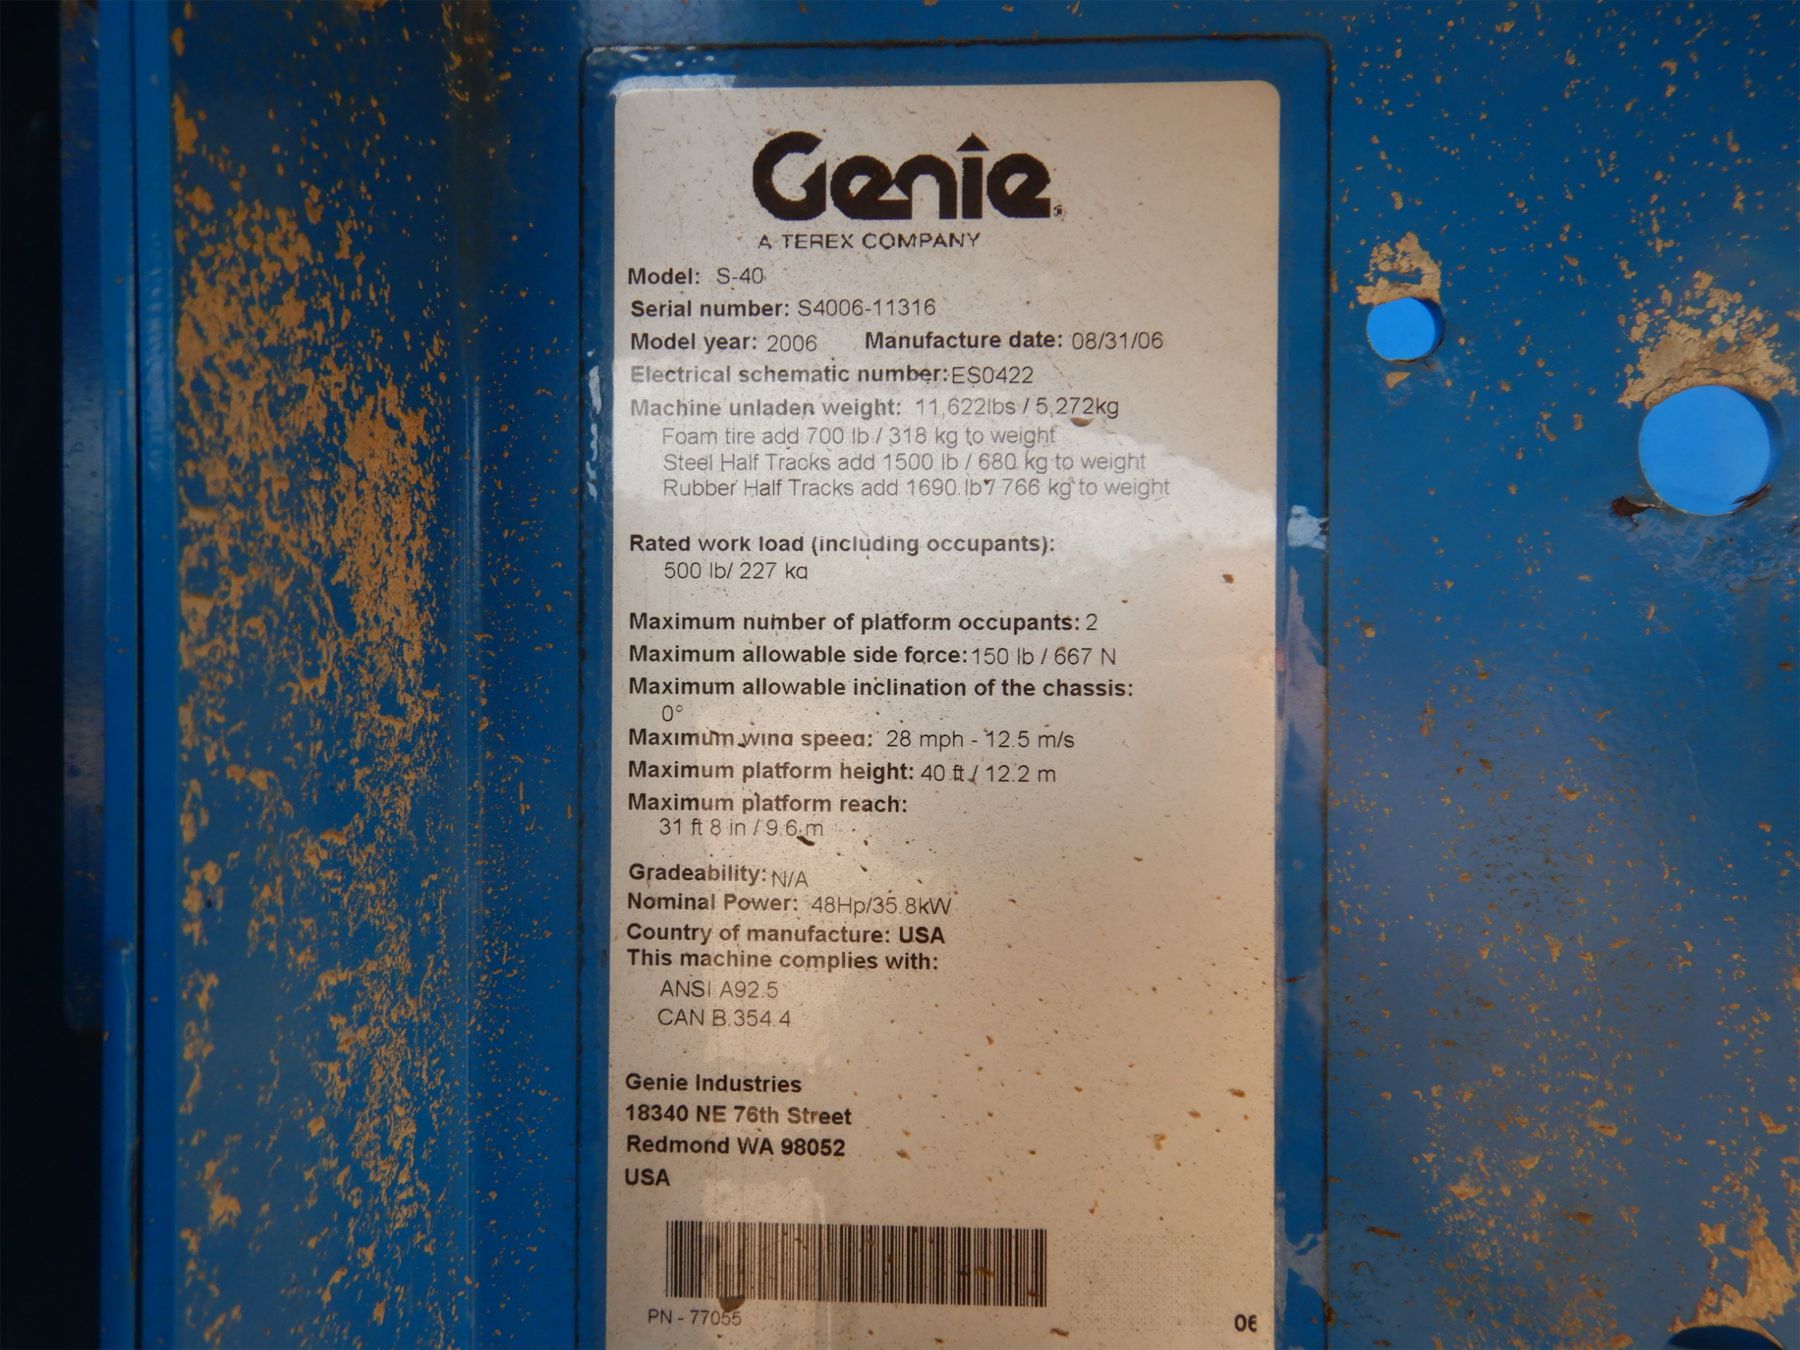 Genie
A TEREX COMPANY
Model: S-40
Serial number: S4006-11316
Model year: 2006 Manufacture date: 08/31/06
Electrical schematic number:ES0422
Machine unladen weight: 11,622lbs / 5,272kg
Foam tire add 700 lb / 318 kg to weight
Steel Half Tracks add 1500 lb / 680 kg to weight
Rubber Half Tracks add 1690 lb / 766 kg to weight
Rated work load (including occupants):
500 lb/ 227 kg
Maximum number of platform occupants: 2
Maximum allowable side force:150 lb / 667 N
Maximum allowable inclination of the chassis:
0°
Maximum wind speed: 28 mph - 12.5 m/s
Maximum platform height: 40 ft / 12.2 m
Maximum platform reach:
31 ft 8 in / 9.6 m
Gradeability: N/A
Nominal Power: 48Hp/35.8kW
Country of manufacture: USA
This machine complies with:
ANSI A92.5
CAN B.354.4
Genie Industries
18340 NE 76th Street
Redmond WA 98052
USA
PN - 77055 06